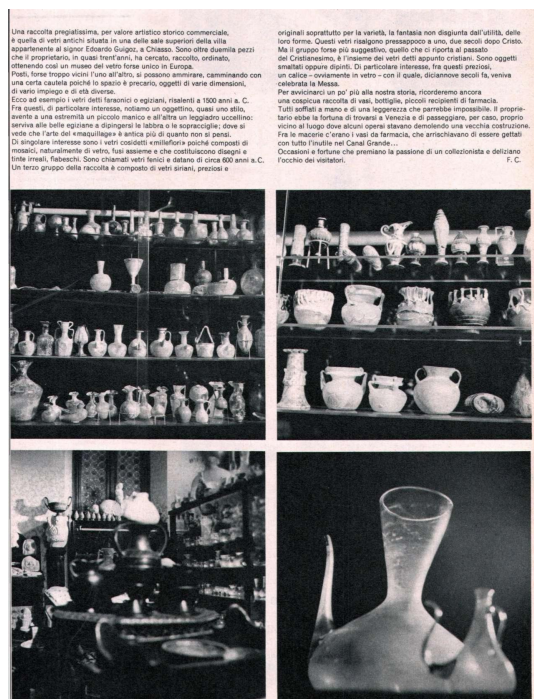 Una raccolta pregiatissima, per valore artistico storico commerciale,
è quella di vetri antichi situata in una delle sale superiori della villa
appartenente al signor Edoardo Guigoz, a Chiasso. Sono oltre duemila pezzi
che il proprietario, in quasi trent'anni, ha cercato, raccolto, ordinato,
ottenendo così un museo del vetro forse unico in Europa.
Posti, forse troppo vicini l'uno all'altro, si possono ammirare, camminando con
una certa cautela poiché lo spazio è precario, oggetti di varie dimensioni,
di vario impiego e di età diverse.
Ecco ad esempio i vetri detti faraonici o egiziani, risalenti a 1500 anni a. C.
Fra questi, di particolare interesse, notiamo un oggettino, quasi uno stilo,
avente a una estremità un piccolo manico e all'altra un leggiadro uccellino:
serviva alle belle egiziane a dipingersi le labbra o le sopracciglie; dove si
vede che l'arte del «maquillage» è antica più di quanto non si pensi.
Di singolare interesse sono i vetri cosidetti «millefiori» poiché composti di
mosaici, naturalmente di vetro, fusi assieme e che costituiscono disegni e
tinte irreali, fiabeschi. Sono chiamati vetri fenici e datano di circa 600 anni a. C.
Un terzo gruppo della raccolta è composto di vetri siriani, preziosi e
originali soprattutto per la varietà, la fantasia non disgiunta dall'utilità, delle
loro forme. Questi vetri risalgono pressappoco a uno, due secoli dopo Cristo.
Ma il gruppo forse più suggestivo, quello che ci riporta al passato
del Cristianesimo, è l'insieme dei vetri detti appunto cristiani. Sono oggetti
smaltati oppure dipinti. Di particolare interesse, fra questi preziosi,
un calice – ovviamente in vetro – con il quale, diciannove secoli fa, veniva
celebrata la Messa.
Per avvicinarci un po' più alla nostra storia, ricorderemo ancora
una cospicua raccolta di vasi, bottiglie, piccoli recipienti di farmacia.
Tutti soffiati a mano e di una leggerezza che parrebbe impossibile. Il proprie-
tario ebbe la fortuna di trovarsi a Venezia e di passeggiare, per caso, proprio
vicino al luogo dove alcuni operai stavano demolendo una vecchia costruzione.
Fra le macerie c'erano i vasi da farmacia, che arrischiavano di essere gettati
con tutto l'inutile nel Canal Grande...
Occasioni e fortune che premiano la passione di un collezionista e deliziano
l'occhio dei visitatori. F. C.